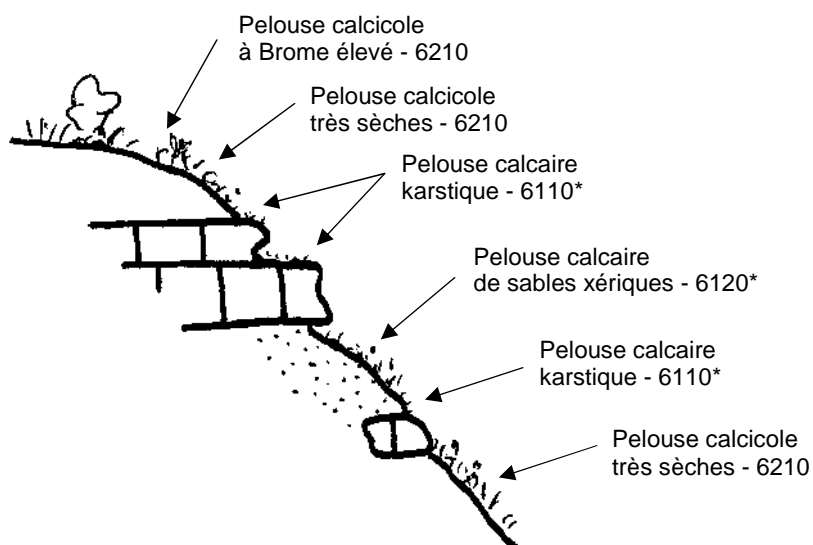 Pelouse calcicole
à Brome élevé - 6210
Pelouse calcicole
très sèches - 6210
Pelouse calcaire
karstique - 6110*
Pelouse calcaire
de sables xériques - 6120*
Pelouse calcaire
karstique - 6110*
Pelouse calcicole
très sèches - 6210